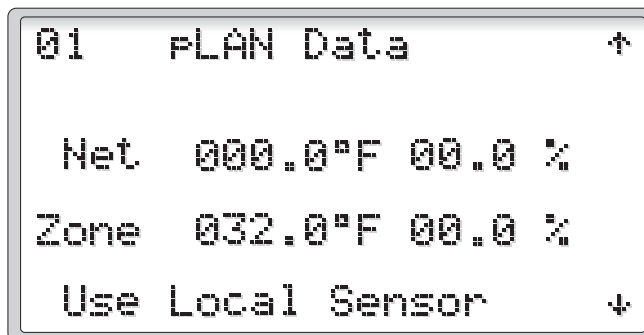 01 pLAN Data ↑
Net 000.0°F 00.0 %
Zone 032.0°F 00.0 %
Use Local Sensor ↓